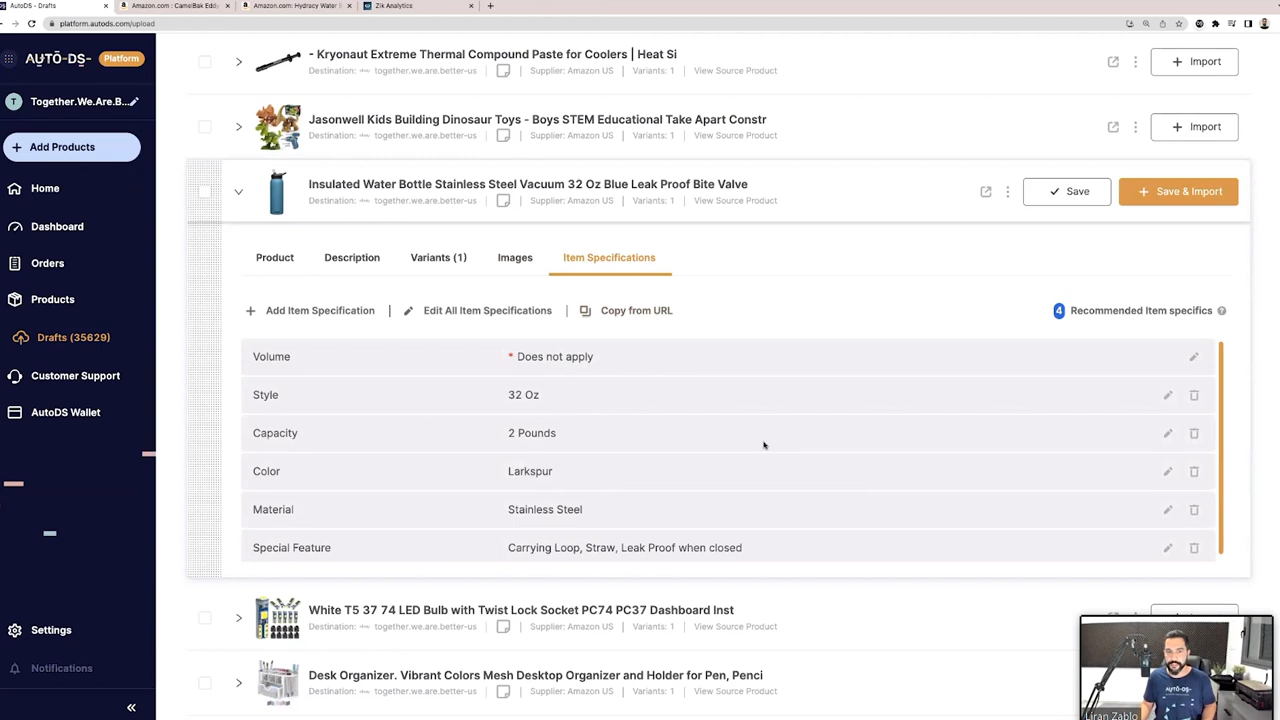 AutoDS
Amazon.com : CamelBak Eddy
Amazon.com: Hydracy Water
Zik Analytics
platform.autods.com/upload
AUTO-DS-
Platform
T
Together.We.Are.B...
Add Products
Home
Dashboard
Orders
Products
Drafts (35629)
Customer Support
AutoDS Wallet
Settings
Notifications
- Kryonaut Extreme Thermal Compound Paste for Coolers | Heat Si
Destination: together.we.are.better-us | Supplier: Amazon US | Variants: 1 | View Source Product
Import
Jasonwell Kids Building Dinosaur Toys - Boys STEM Educational Take Apart Constr
Destination: together.we.are.better-us | Supplier: Amazon US | Variants: 1 | View Source Product
Import
Insulated Water Bottle Stainless Steel Vacuum 32 Oz Blue Leak Proof Bite Valve
Destination: together.we.are.better-us | Supplier: Amazon US | Variants: 1 | View Source Product
Save
Save & Import
Product Description Variants (1) Images Item Specifications
Add Item Specification | Edit All Item Specifications | Copy from URL
4 Recommended Item specifics
Volume * Does not apply
Style 32 Oz
Capacity 2 Pounds
Color Larkspur
Material Stainless Steel
Special Feature Carrying Loop, Straw, Leak Proof when closed
White T5 37 74 LED Bulb with Twist Lock Socket PC74 PC37 Dashboard Inst
Destination: together.we.are.better-us | Supplier: Amazon US | Variants: 1 | View Source Product
Desk Organizer. Vibrant Colors Mesh Desktop Organizer and Holder for Pen, Penci
Destination: together.we.are.better-us | Supplier: Amazon US | Variants: 1 | View Source Product
AUTO-DS-
Liran Zablo